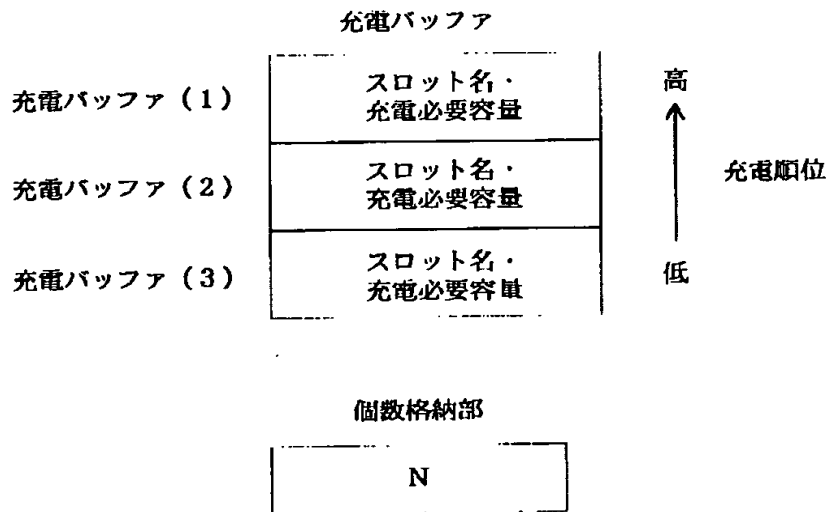 充電バッファ
充電バッファ（１）
スロット名・
充電必要容量
高
充電バッファ（２）
スロット名・
充電必要容量
充電順位
充電バッファ（３）
スロット名・
充電必要容量
低
個数格納部
N